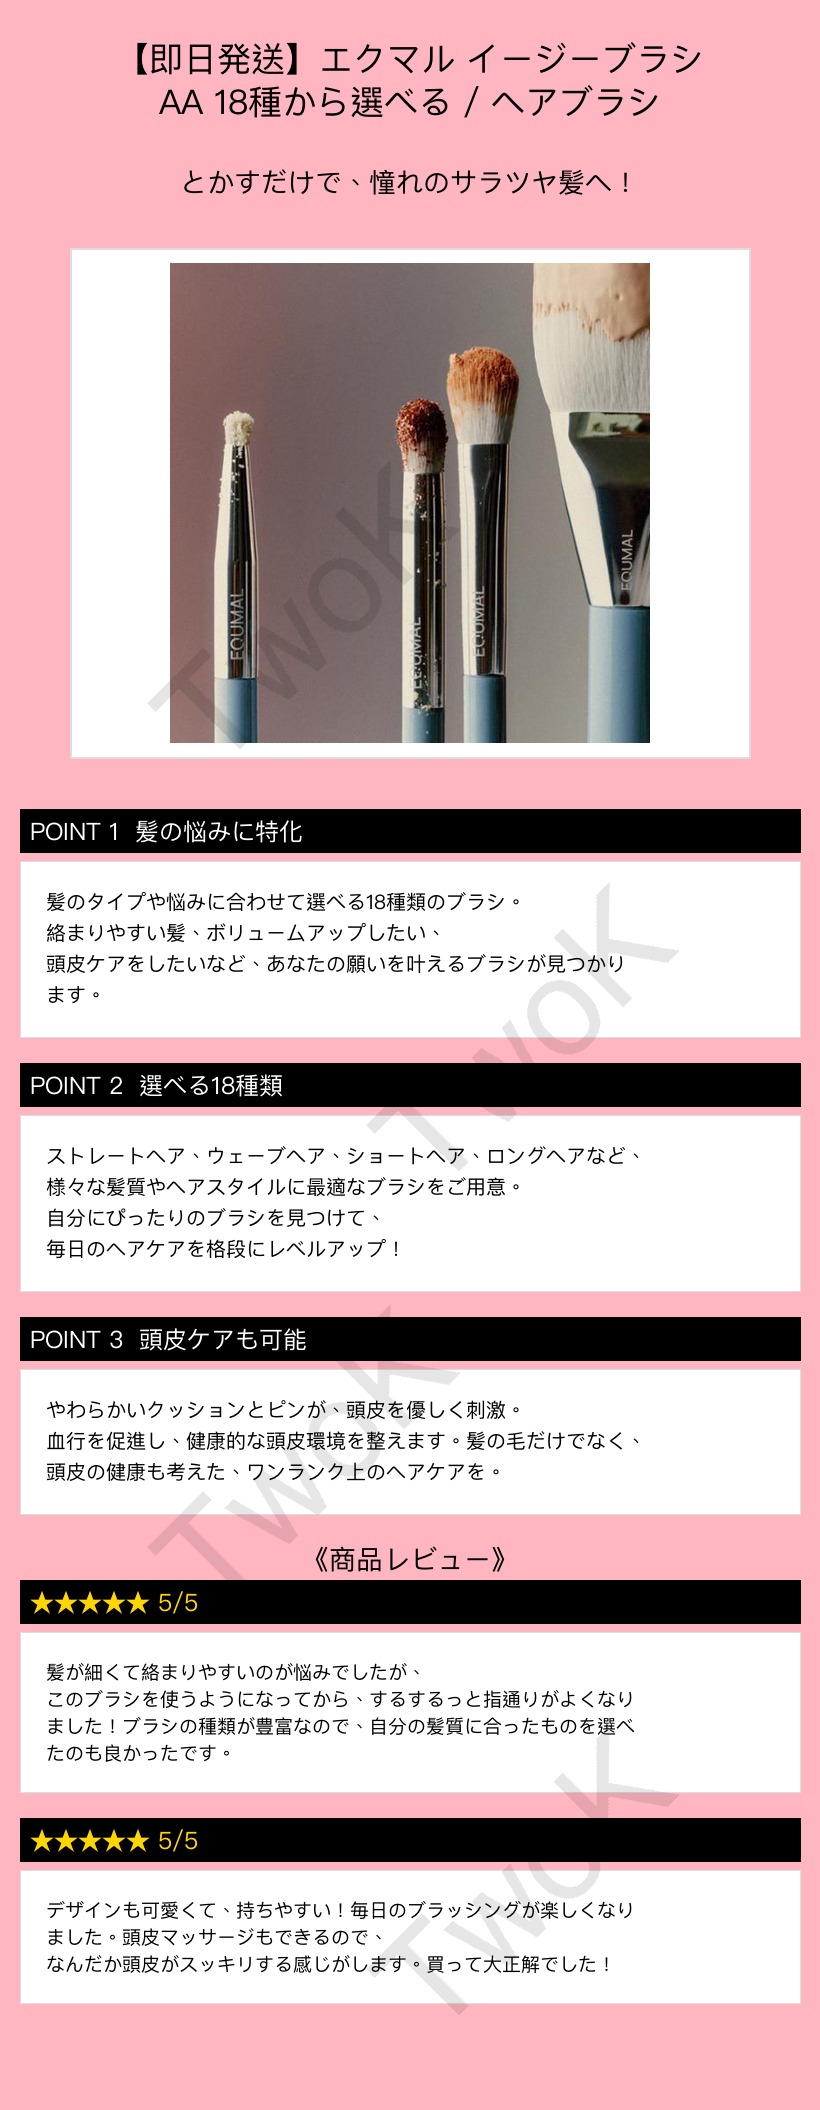 【即日発送】エクマル イージーブラシ
AA 18種から選べる / ヘアブラシ
とかすだけで、憧れのサラツヤ髪へ！
EQUMAL
EQUMAL
EQUMAL
EQUMAL
TwoK
POINT 1 髪の悩みに特化
髪のタイプや悩みに合わせて選べる18種類のブラシ。
絡まりやすい髪、ボリュームアップしたい、
頭皮ケアをしたいなど、あなたの願いを叶えるブラシが見つかり
ます。
TwoK
POINT 2 選べる18種類
ストレートヘア、ウェーブヘア、ショートヘア、ロングヘアなど、
様々な髪質やヘアスタイルに最適なブラシをご用意。
自分にぴったりのブラシを見つけて、
毎日のヘアケアを格段にレベルアップ！
POINT 3 頭皮ケアも可能
やわらかいクッションとピンが、頭皮を優しく刺激。
血行を促進し、健康的な頭皮環境を整えます。髪の毛だけでなく、
頭皮の健康も考えた、ワンランク上のヘアケアを。
TwoK
《商品レビュー》
★★★★★ 5/5
髪が細くて絡まりやすいのが悩みでしたが、
このブラシを使うようになってから、するするっと指通りがよくなり
ました！ブラシの種類が豊富なので、自分の髪質に合ったものを選べ
たのも良かったです。
★★★★★ 5/5
デザインも可愛くて、持ちやすい！毎日のブラッシングが楽しくなり
ました。頭皮マッサージもできるので、
なんだか頭皮がスッキリする感じがします。買って大正解でした！
TwoK